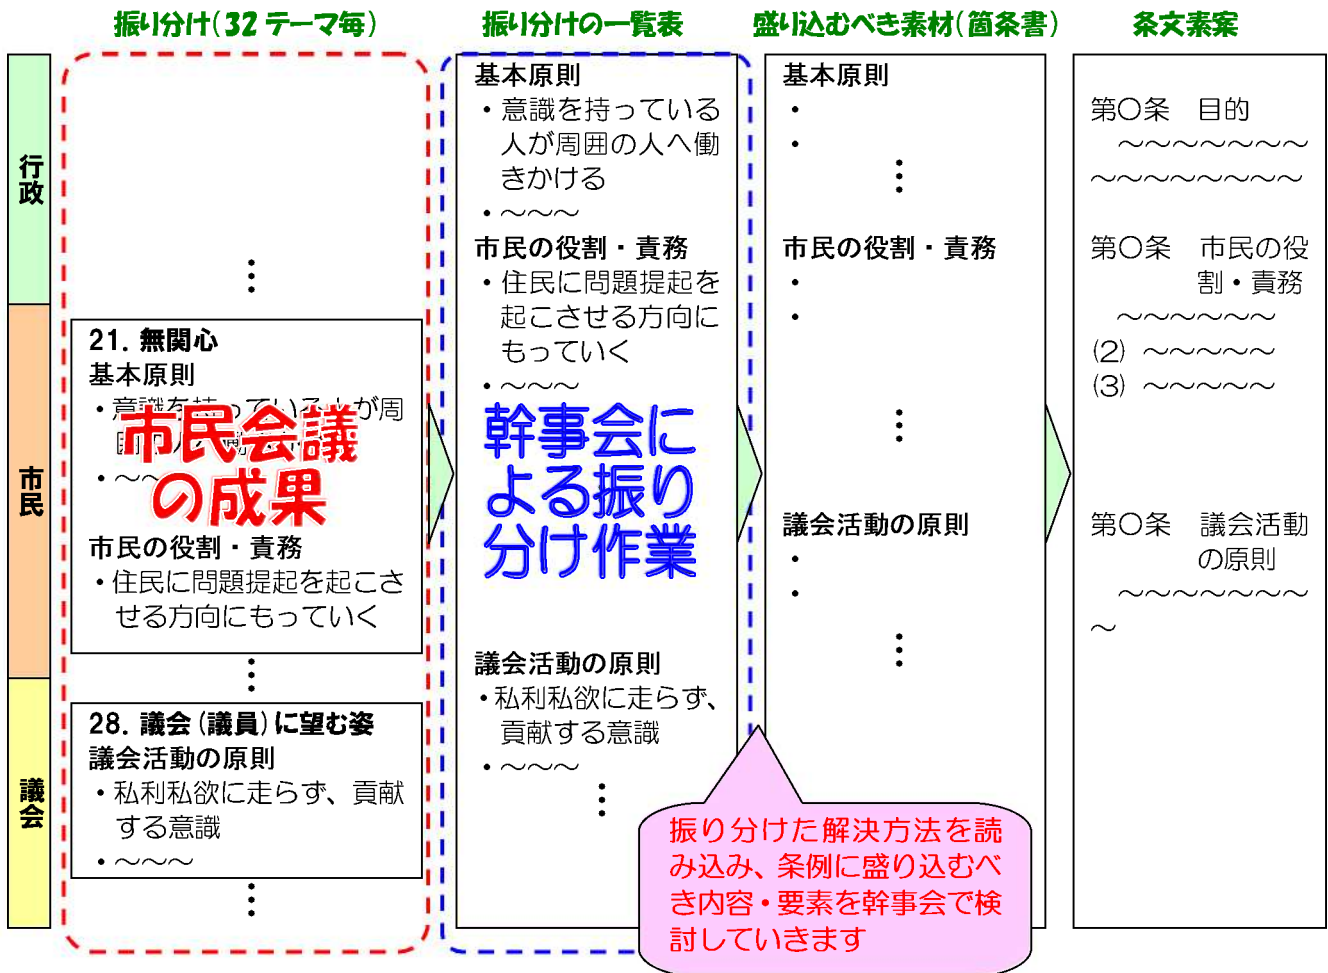 振り分け(32テーマ毎)
行政
市民
議会
21. 無関心
基本原則
・意識を持っている人が周
市民会議
の成果
・～～
市民の役割・責務
・住民に問題提起を起こさ
せる方向にもっていく
28. 議会(議員)に望む姿
議会活動の原則
・私利私欲に走らず、貢献
する意識
・～～～
振り分けの一覧表
基本原則
・意識を持っている
人が周囲の人へ働
きかける
・～～～
市民の役割・責務
・住民に問題提起を
起こさせる方向に
もっていく
・～～～
幹事会に
よる振り
分け作業
議会活動の原則
・私利私欲に走らず、
貢献する意識
・～～～
盛り込むべき素材(箇条書)
基本原則
・
・
市民の役割・責務
・
・
議会活動の原則
・
・
振り分けた解決方法を読
み込み、条例に盛り込むべ
き内容・要素を幹事会で検
討していきます
条文素案
第〇条　目的
～～～～～～～
～～～～～～～～
第〇条　市民の役
割・責務
～～～～～～
(2) ～～～～～
(3) ～～～～～
第〇条　議会活動
の原則
～～～～～～～
～